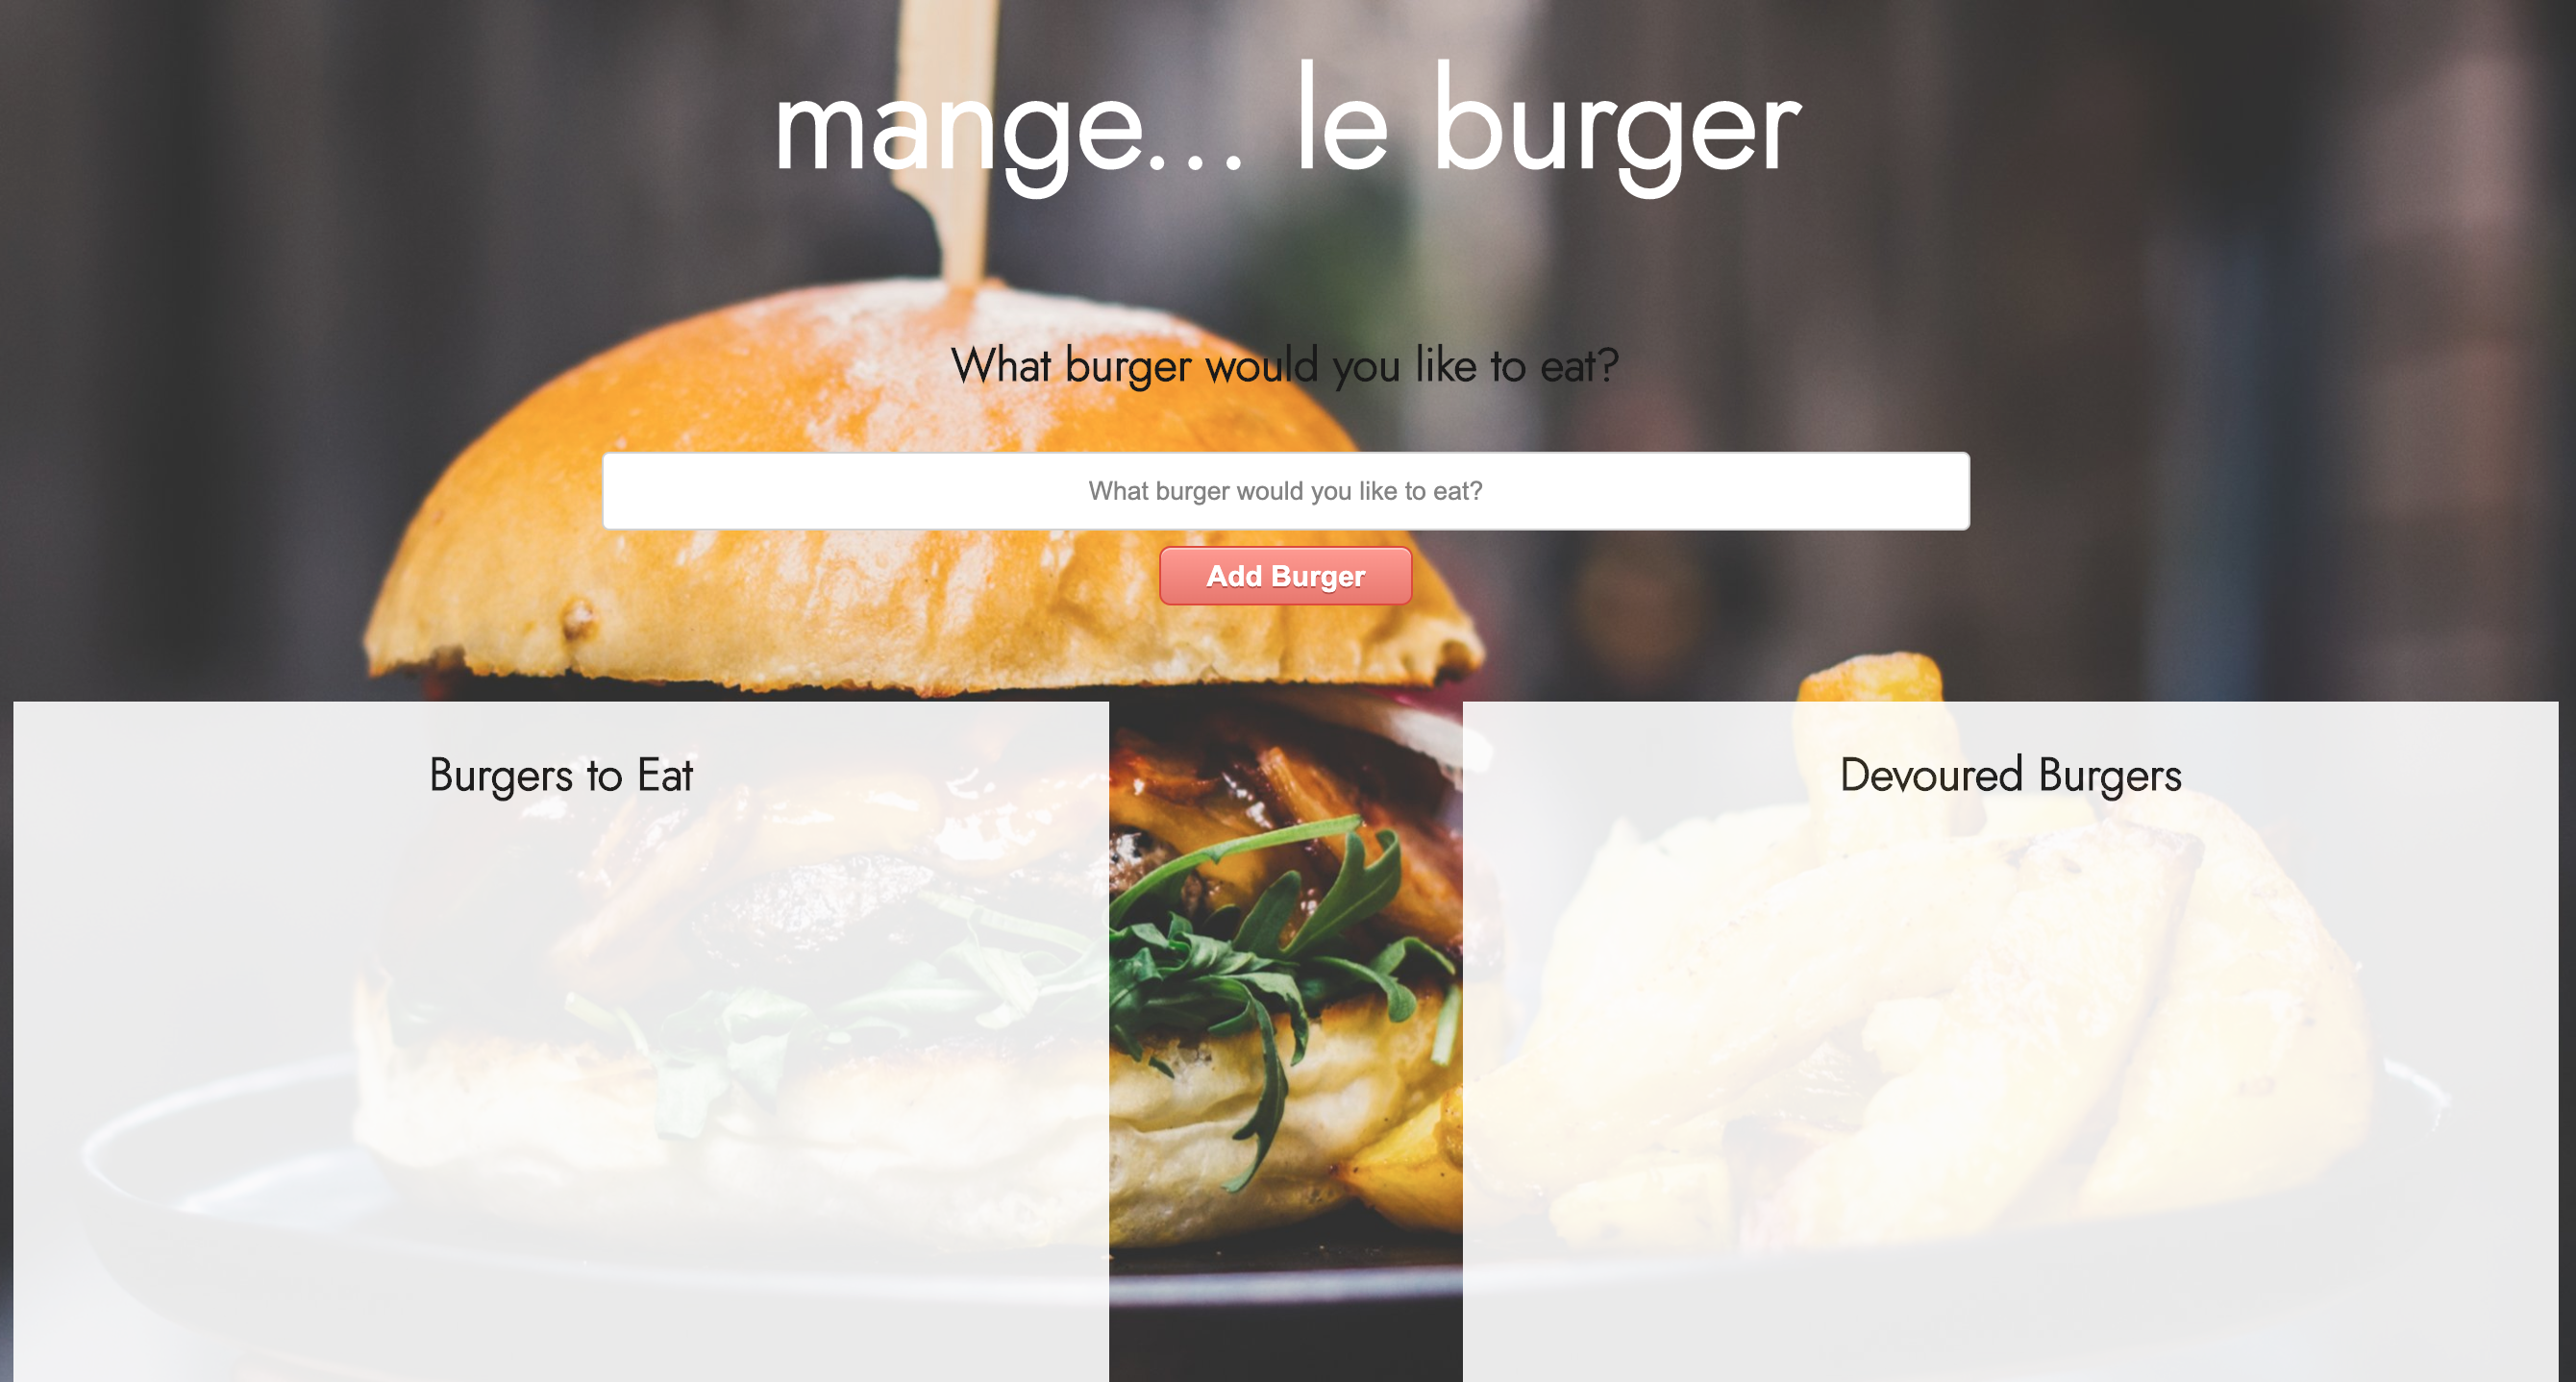 mange... le burger
What burger would you like to eat?
What burger would you like to eat?
Add Burger
Burgers to Eat
Devoured Burgers